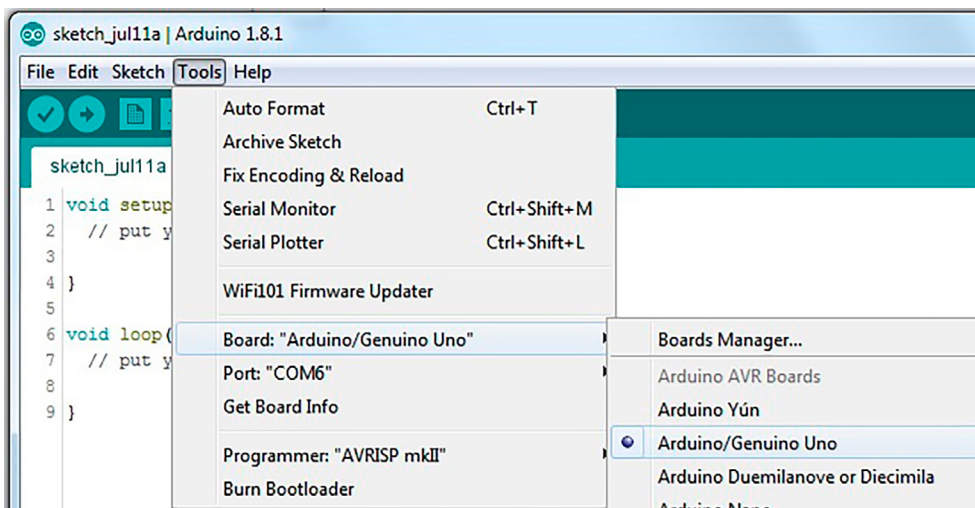 sketch_jul11a | Arduino 1.8.1
File Edit Sketch Tools Help
sketch_jul11a
1 void setup
2 // put y
3
4 }
5
6 void loop(
7 // put y
8
9 }
Auto Format Ctrl+T
Archive Sketch
Fix Encoding & Reload
Serial Monitor Ctrl+Shift+M
Serial Plotter Ctrl+Shift+L
WiFi101 Firmware Updater
Board: "Arduino/Genuino Uno"
Port: "COM6"
Get Board Info
Programmer: "AVRISP mkII"
Burn Bootloader
Boards Manager...
Arduino AVR Boards
Arduino Yún
Arduino/Genuino Uno
Arduino Duemilanove or Diecimila